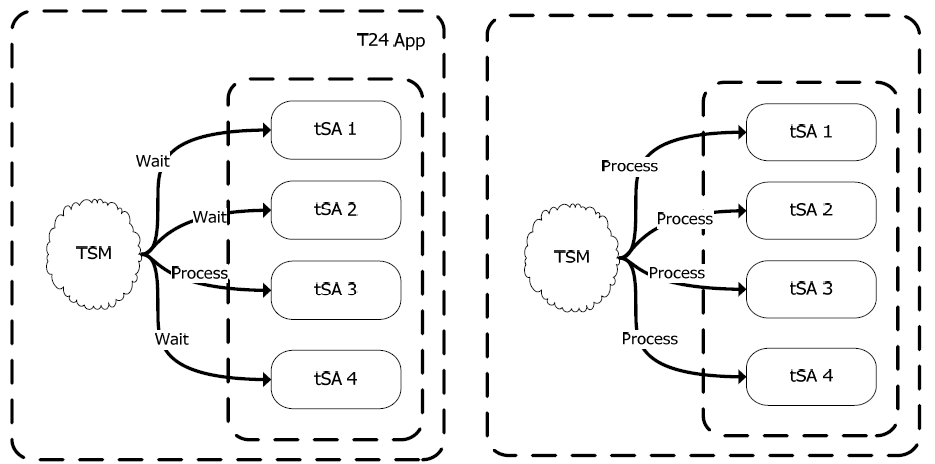 T24 App
tSA 1
Wait
tSA 2
Wait
TSM
Process
tSA 3
Wait
tSA 4
tSA 1
Process
tSA 2
Process
TSM
Process
tSA 3
Process
tSA 4